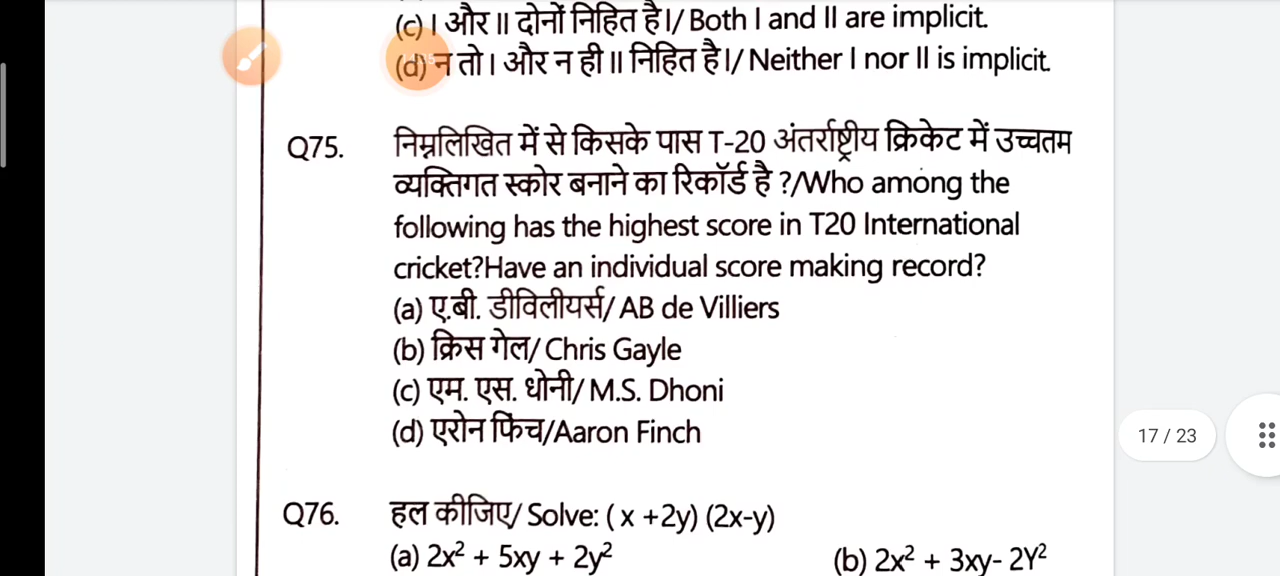 (c) I और II दोनों निहित है।/ Both I and II are implicit.
(d) न तो I और न ही II निहित है।/ Neither I nor II is implicit.
Q75. निम्नलिखित में से किसके पास T-20 अंतर्राष्ट्रीय क्रिकेट में उच्चतम
व्यक्तिगत स्कोर बनाने का रिकॉर्ड है ?/Who among the
following has the highest score in T20 International
cricket?Have an individual score making record?
(a) ए.बी. डीविलीयर्स/ AB de Villiers
(b) क्रिस गेल/ Chris Gayle
(c) एम. एस. धोनी/ M.S. Dhoni
(d) एरोन फिंच/Aaron Finch
17 / 23
Q76. हल कीजिए/ Solve: ( x +2y) (2x-y)
(a) 2x² + 5xy + 2y² (b) 2x² + 3xy- 2Y²